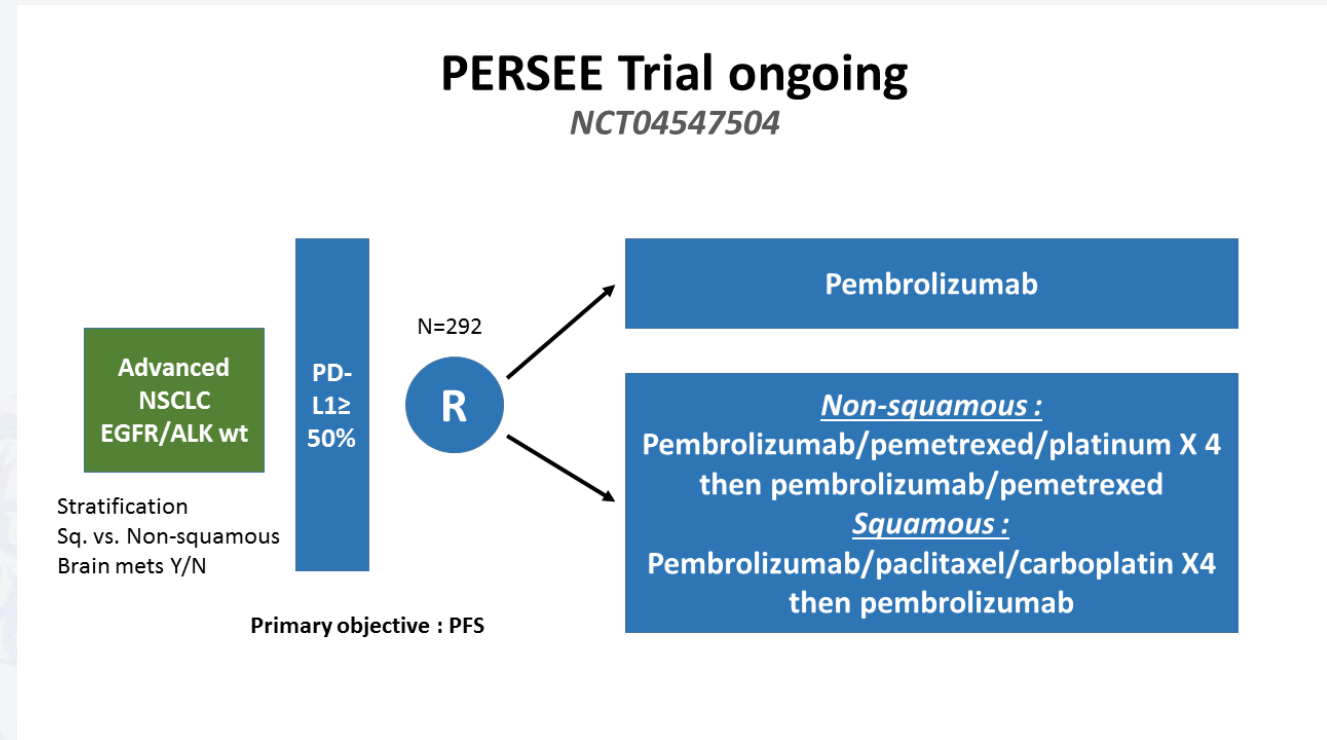 PERSEE Trial ongoing
NCT04547504
Advanced
NSCLC
EGFR/ALK wt
Stratification
Sq. vs. Non-squamous
Brain mets Y/N
PD-
L1≥
50%
N=292
R
Pembrolizumab
Non-squamous :
Pembrolizumab/pemetrexed/platinum X 4
then pembrolizumab/pemetrexed
Squamous :
Pembrolizumab/paclitaxel/carboplatin X4
then pembrolizumab
Primary objective : PFS